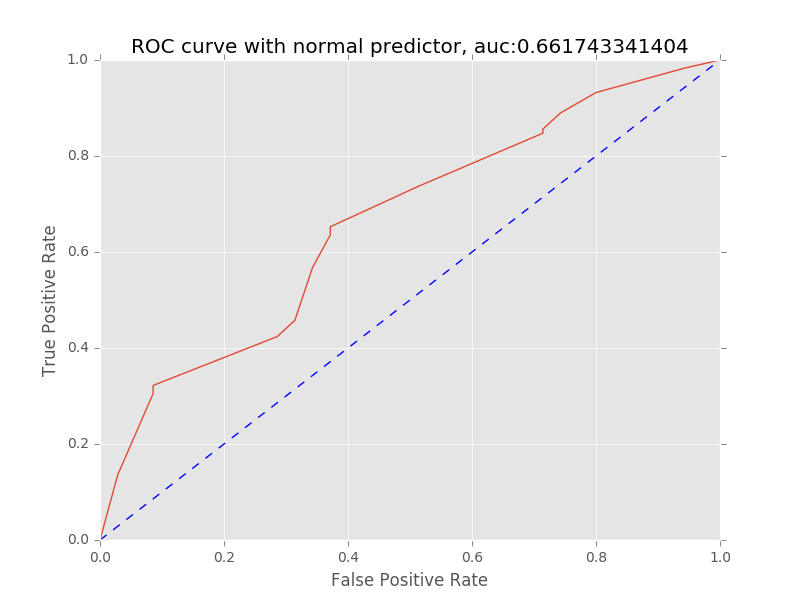 ROC curve with normal predictor, auc:0.661743341404
1.0
0.8
0.6
0.4
0.2
0.0
True Positive Rate
0.0 0.2 0.4 0.6 0.8 1.0
False Positive Rate